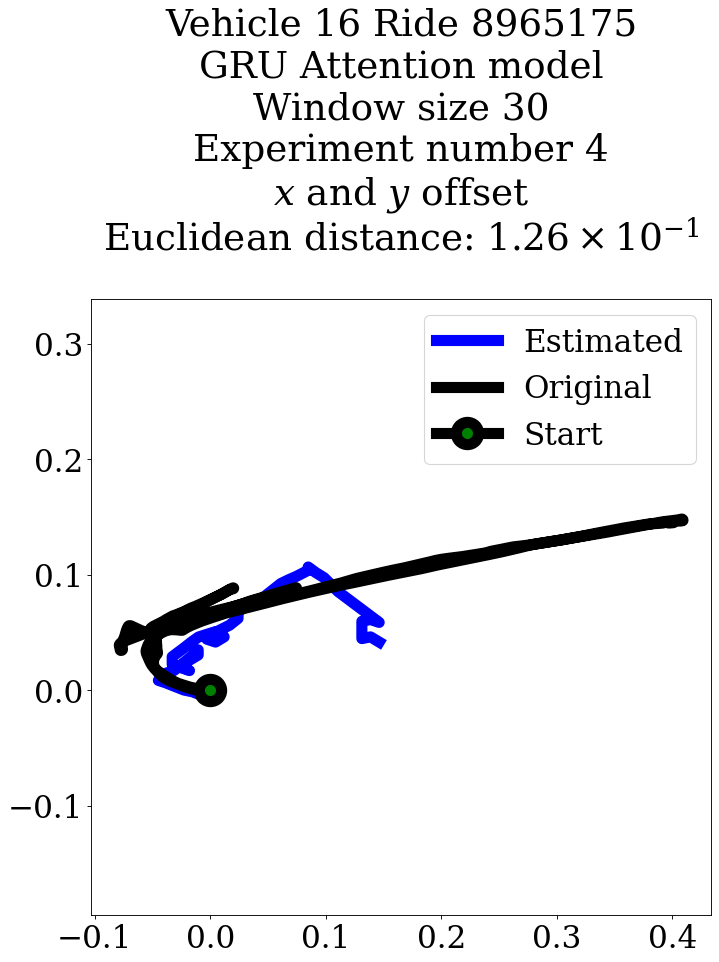 Vehicle 16 Ride 8965175
GRU Attention model
Window size 30
Experiment number 4
x and y offset
Euclidean distance: 1.26 × 10⁻¹
Estimated
Original
Start
0.3
0.2
0.1
0.0
−0.1
−0.1 0.0 0.1 0.2 0.3 0.4